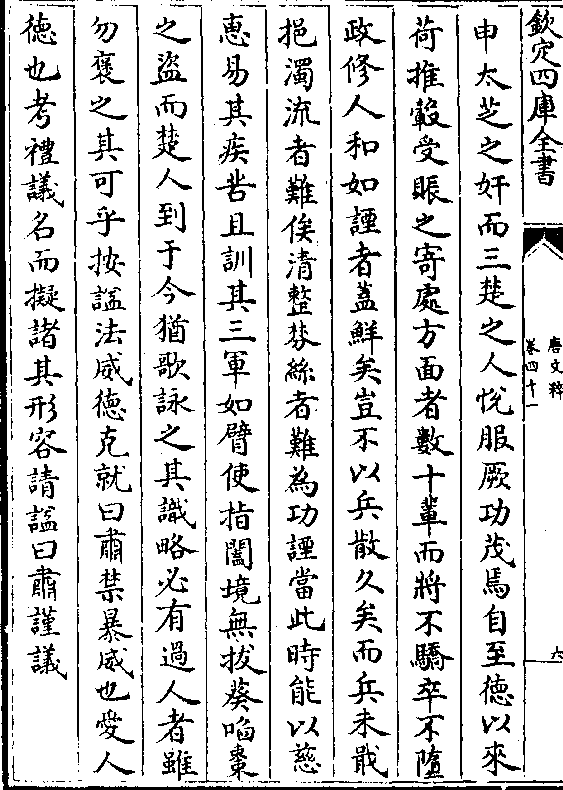 欽定四庫全書
唐文粹
卷四十一
六
申太芝之奸而三楚之人悅服厥功茂焉自至德以來
荷推轂受脤之寄處方面者數十輩而將不驕卒不墮
政修人和如諲者蓋鮮矣豈不以兵散久矣而兵未戢
挹濁流者難俟清整棼絲者難為功諲當此時能以慈
惠易其疾苦且訓其三軍如臂使指闔境無拔葵啗棗
之盜而楚人到于今猶歌詠之其識略必有過人者雖
勿褒之其可乎按諡法威德克就曰肅禁暴威也愛人
德也考禮議名而擬諸其形容請諡曰肅謹議